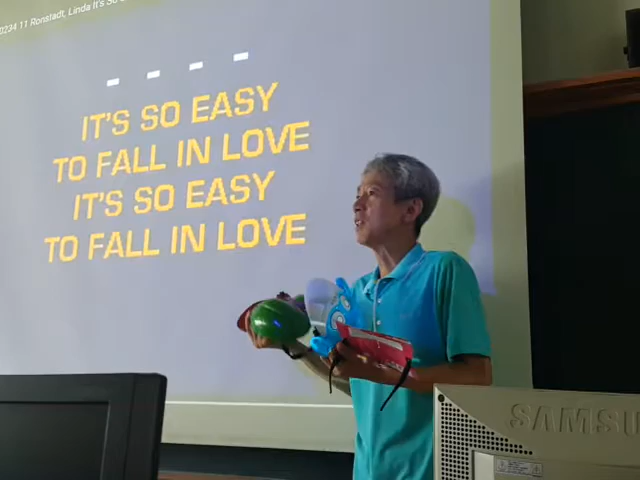 0234 11 Ronstadt, Linda It's So
IT'S SO EASY
TO FALL IN LOVE
IT'S SO EASY
TO FALL IN LOVE
SAMSU